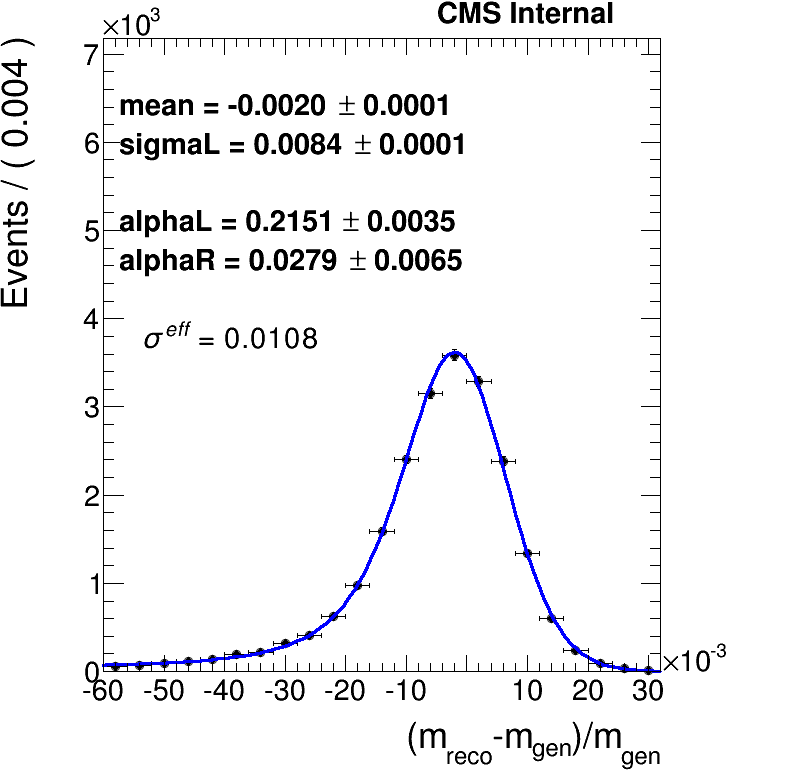 CMS Internal
×10³
Events / ( 0.004 )
7
6
5
4
3
2
1
0
mean = -0.0020 ± 0.0001
sigmaL = 0.0084 ± 0.0001
alphaL = 0.2151 ± 0.0035
alphaR = 0.0279 ± 0.0065
σ^eff = 0.0108
-60 -50 -40 -30 -20 -10 10 20 30
×10⁻³
(m_reco-m_gen)/m_gen